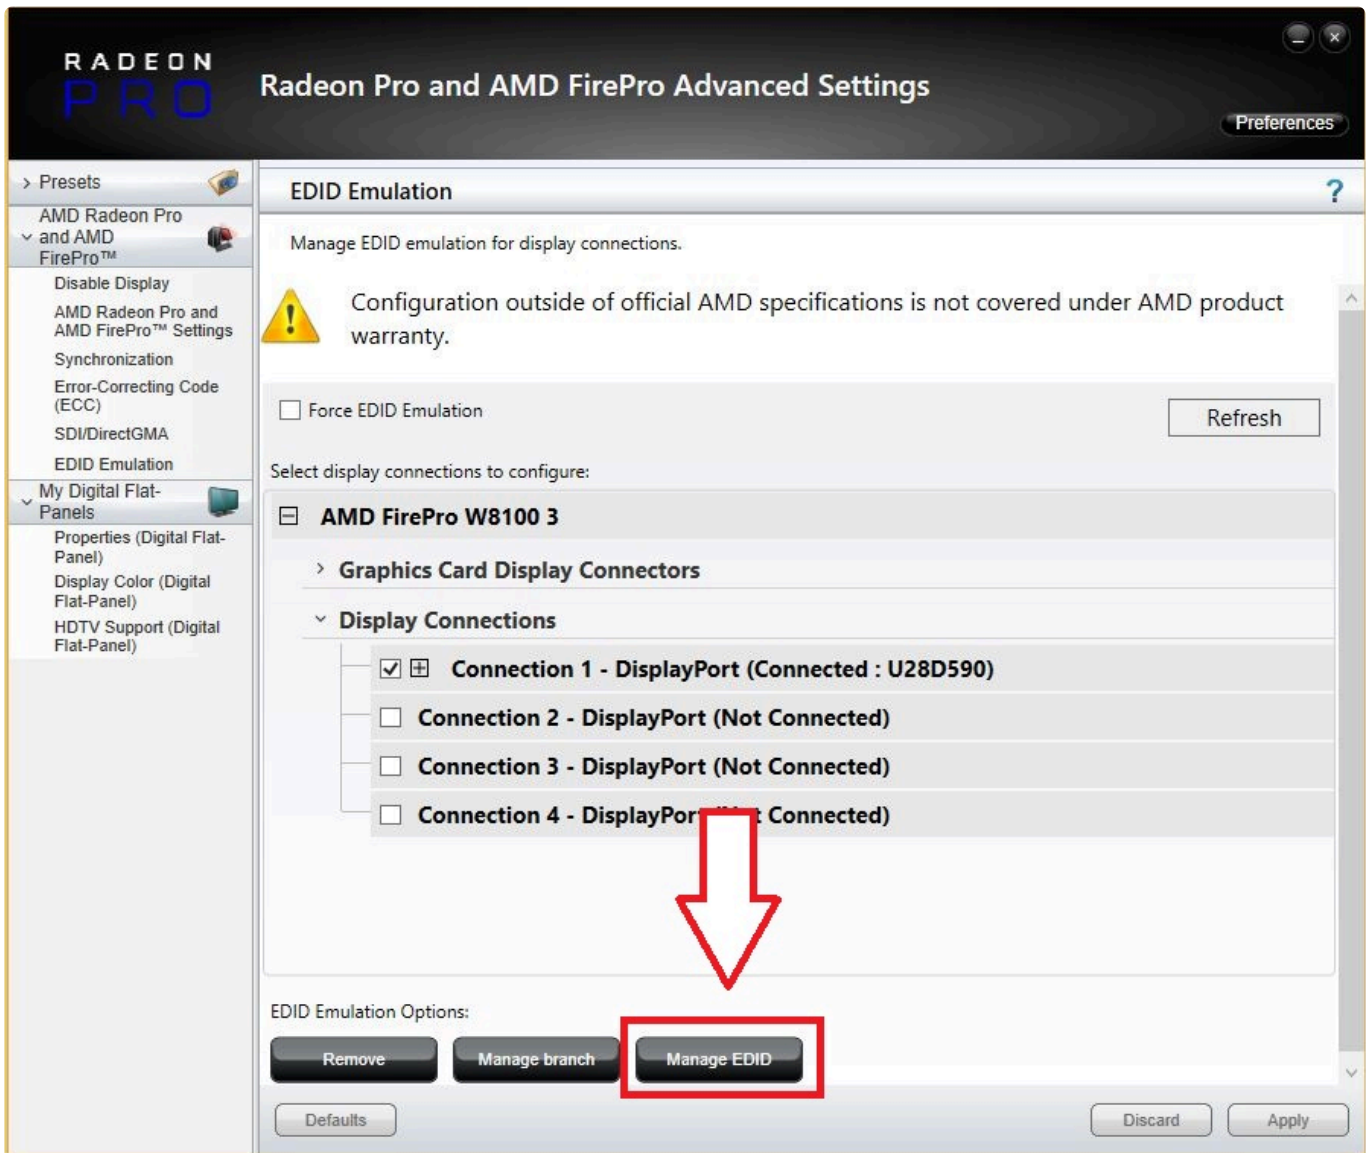 RADEON
PRO
Radeon Pro and AMD FirePro Advanced Settings
Preferences
Presets
AMD Radeon Pro
and AMD
FirePro™
Disable Display
AMD Radeon Pro and
AMD FirePro™ Settings
Synchronization
Error-Correcting Code
(ECC)
SDI/DirectGMA
EDID Emulation
My Digital Flat-
Panels
Properties (Digital Flat-
Panel)
Display Color (Digital
Flat-Panel)
HDTV Support (Digital
Flat-Panel)
EDID Emulation
?
Manage EDID emulation for display connections.
Configuration outside of official AMD specifications is not covered under AMD product
warranty.
Force EDID Emulation
Refresh
Select display connections to configure:
AMD FirePro W8100 3
Graphics Card Display Connectors
Display Connections
Connection 1 - DisplayPort (Connected : U28D590)
Connection 2 - DisplayPort (Not Connected)
Connection 3 - DisplayPort (Not Connected)
Connection 4 - DisplayPort (Not Connected)
EDID Emulation Options:
Remove
Manage branch
Manage EDID
Defaults
Discard
Apply